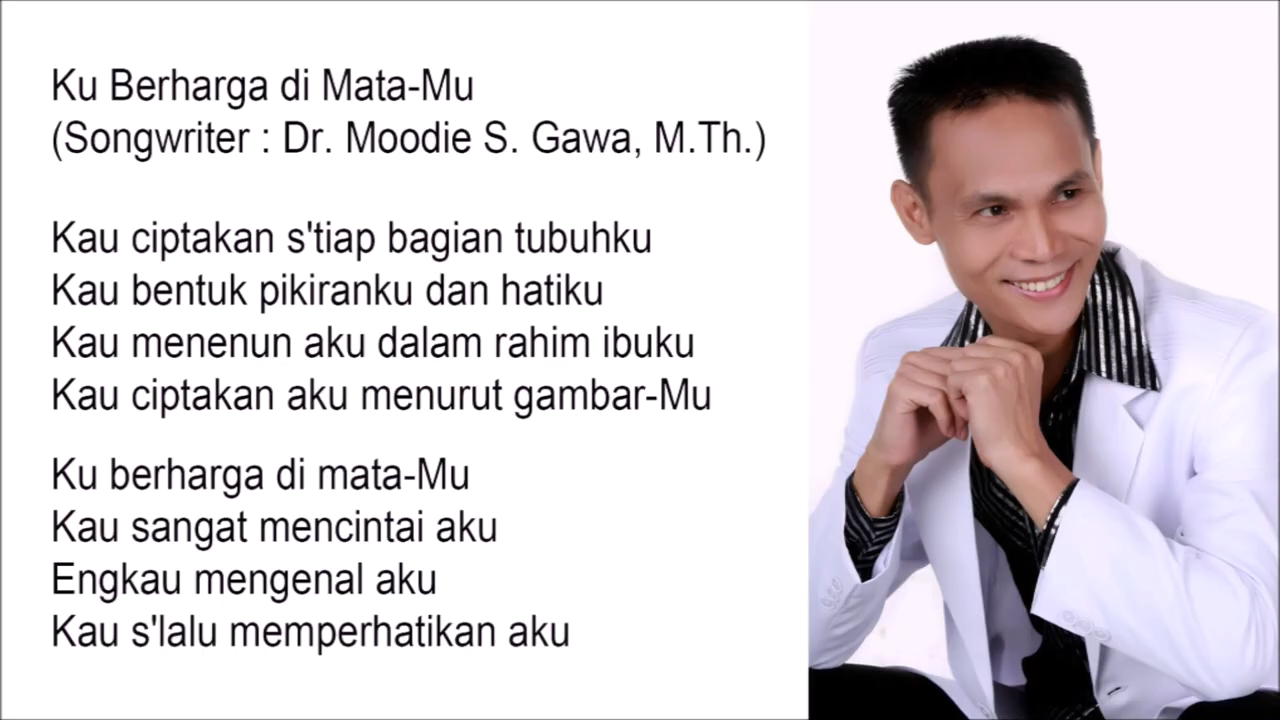 Ku Berharga di Mata-Mu
(Songwriter : Dr. Moodie S. Gawa, M.Th.)
Kau ciptakan s'tiap bagian tubuhku
Kau bentuk pikiranku dan hatiku
Kau menenun aku dalam rahim ibuku
Kau ciptakan aku menurut gambar-Mu
Ku berharga di mata-Mu
Kau sangat mencintai aku
Engkau mengenal aku
Kau s'lalu memperhatikan aku